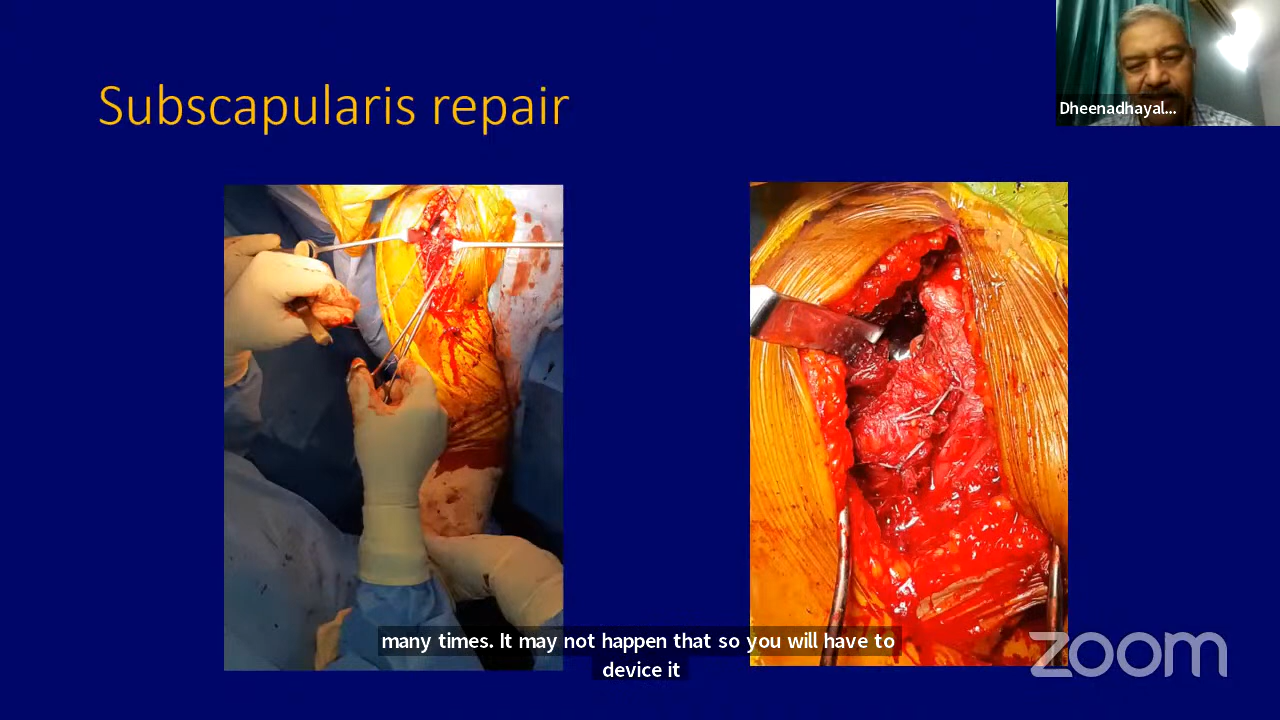 Subscapularis repair
Dheenadhayal...
many times. It may not happen that so you will have to
device it
zoom